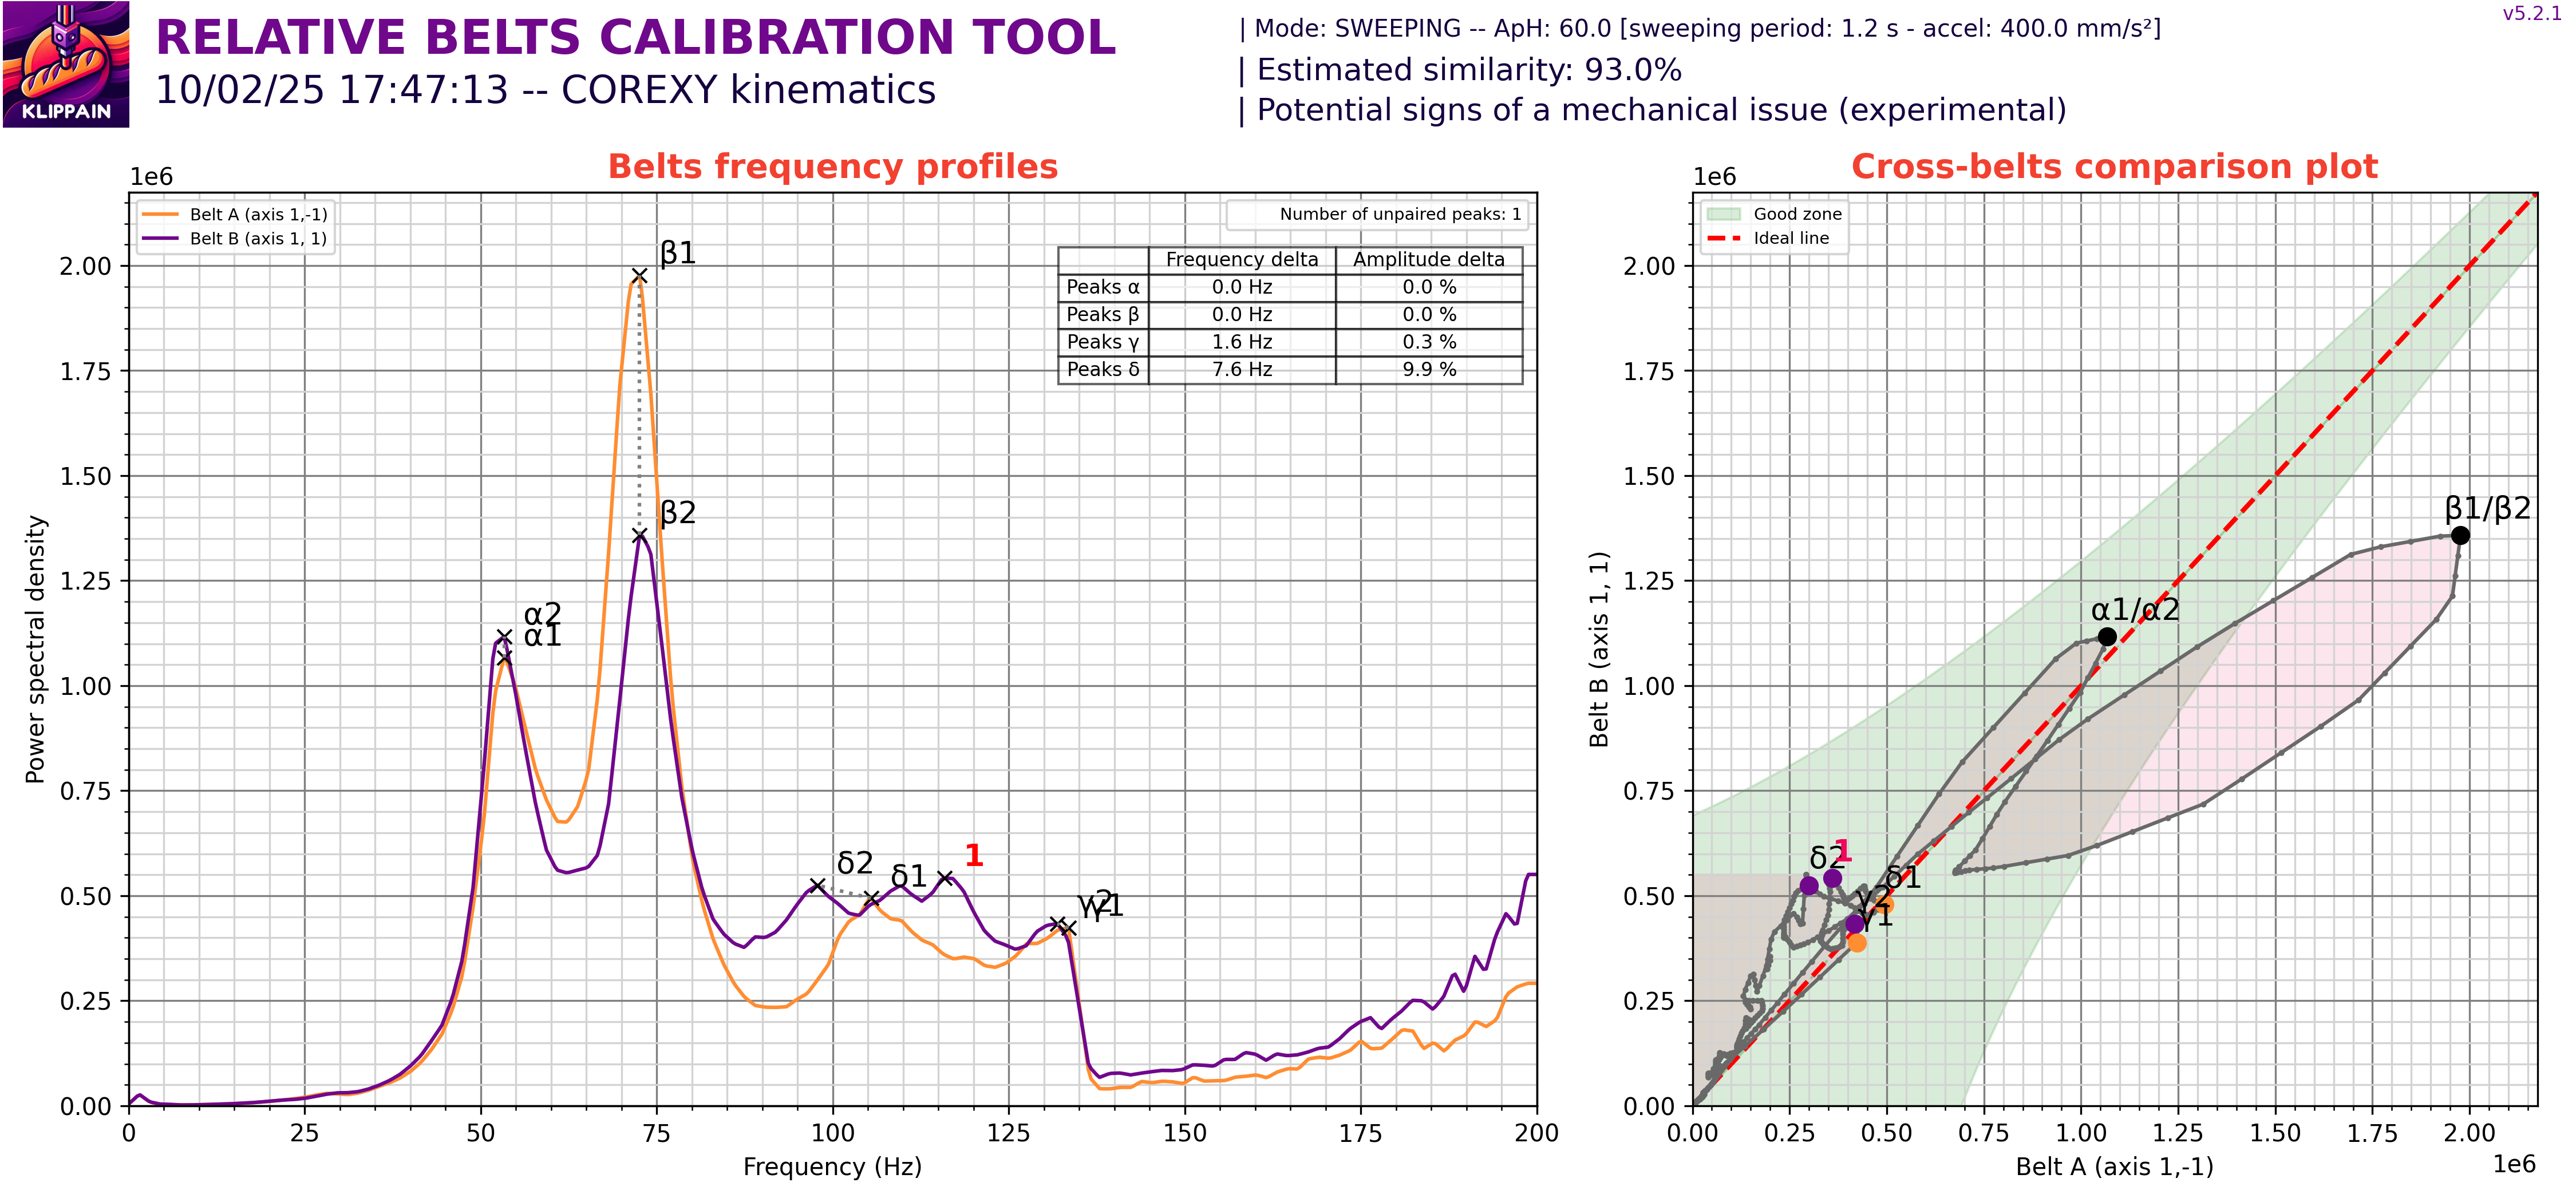 KLIPPAIN
RELATIVE BELTS CALIBRATION TOOL
10/02/25 17:47:13 -- COREXY kinematics
| Mode: SWEEPING -- ApH: 60.0 [sweeping period: 1.2 s - accel: 400.0 mm/s²]
| Estimated similarity: 93.0%
| Potential signs of a mechanical issue (experimental)
v5.2.1
Belts frequency profiles
1e6
Belt A (axis 1,-1)
Belt B (axis 1, 1)
Number of unpaired peaks: 1
Frequency delta Amplitude delta
Peaks α 0.0 Hz 0.0 %
Peaks β 0.0 Hz 0.0 %
Peaks γ 1.6 Hz 0.3 %
Peaks δ 7.6 Hz 9.9 %
β1
β2
α2
α1
δ2
δ1
1
γ2
γ1
2.00
1.75
1.50
1.25
1.00
0.75
0.50
0.25
0.00
Power spectral density
0 25 50 75 100 125 150 175 200
Frequency (Hz)
Cross-belts comparison plot
1e6
Good zone
Ideal line
β1/β2
α1/α2
1
δ2
δ1
γ2
γ1
2.00
1.75
1.50
1.25
1.00
0.75
0.50
0.25
0.00
Belt B (axis 1, 1)
0.00 0.25 0.50 0.75 1.00 1.25 1.50 1.75 2.00
1e6
Belt A (axis 1,-1)